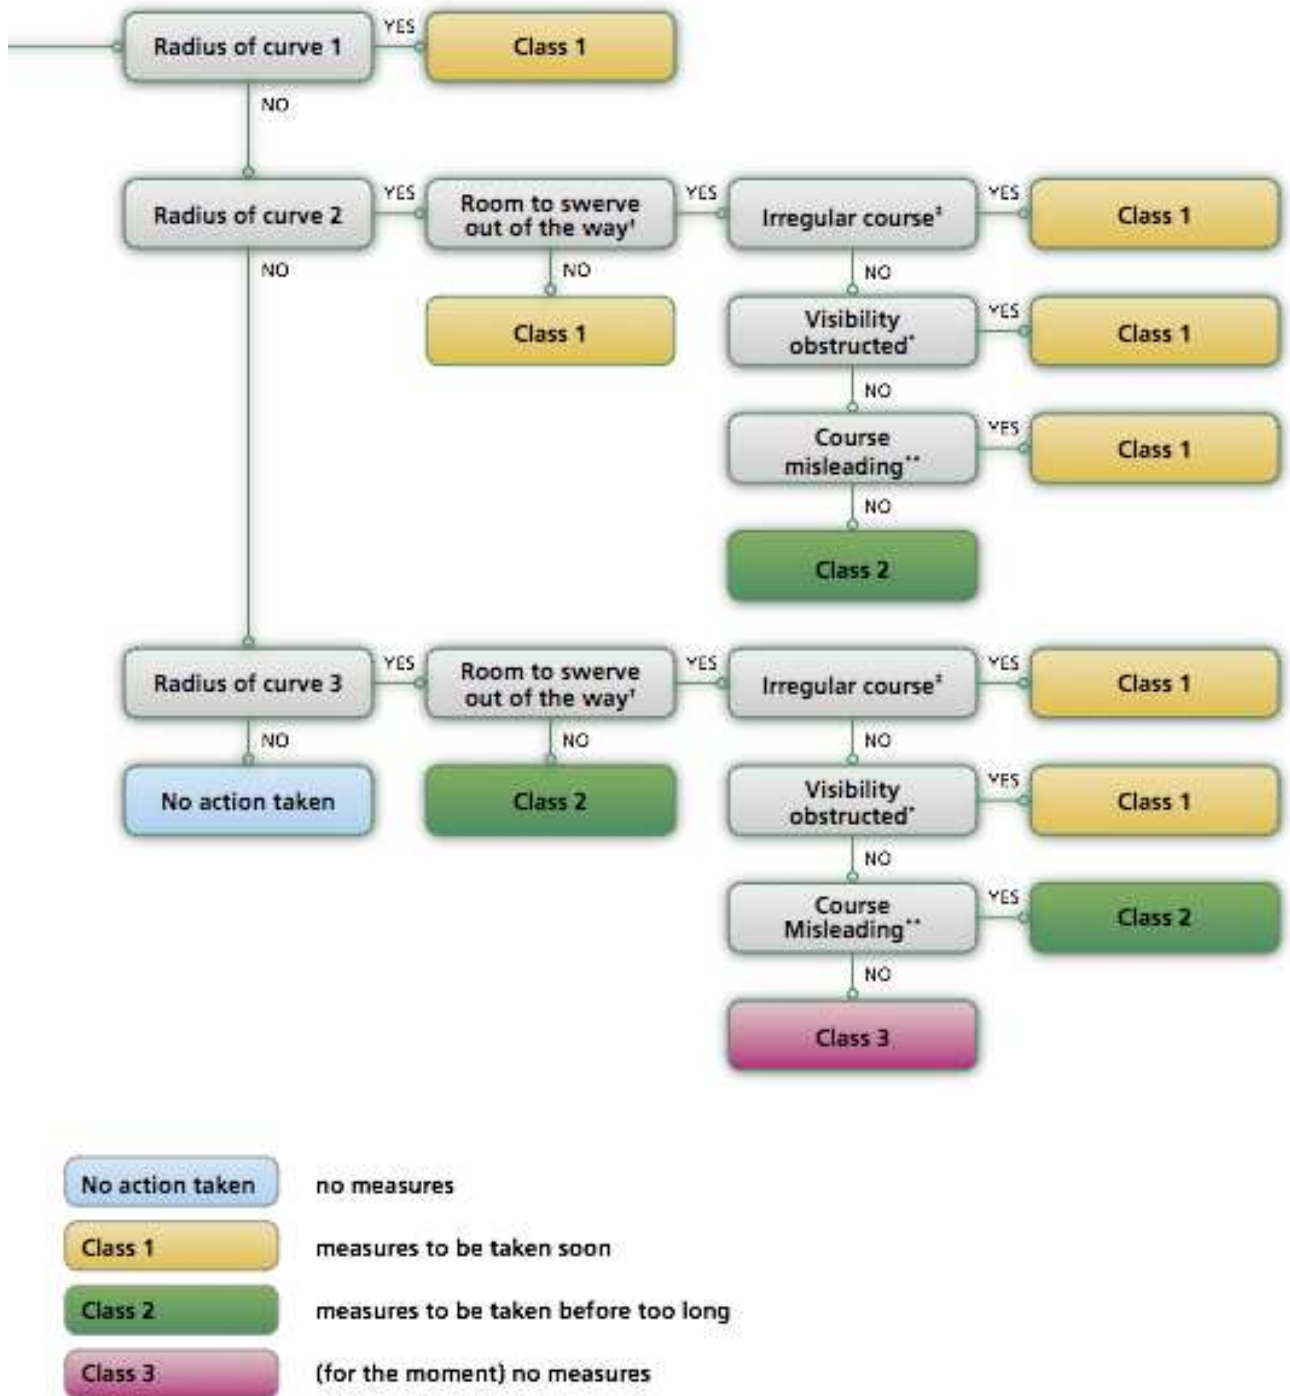 Radius of curve 1
YES
Class 1
NO
Radius of curve 2
YES
Room to swerve
out of the way†
YES
Irregular course‡
YES
Class 1
NO
NO
NO
Class 1
Visibility
obstructed*
YES
Class 1
NO
Course
misleading**
YES
Class 1
NO
Class 2
Radius of curve 3
YES
Room to swerve
out of the way†
YES
Irregular course‡
YES
Class 1
NO
NO
NO
No action taken
Class 2
Visibility
obstructed*
YES
Class 1
NO
Course
Misleading**
YES
Class 2
NO
Class 3
No action taken no measures
Class 1 measures to be taken soon
Class 2 measures to be taken before too long
Class 3 (for the moment) no measures